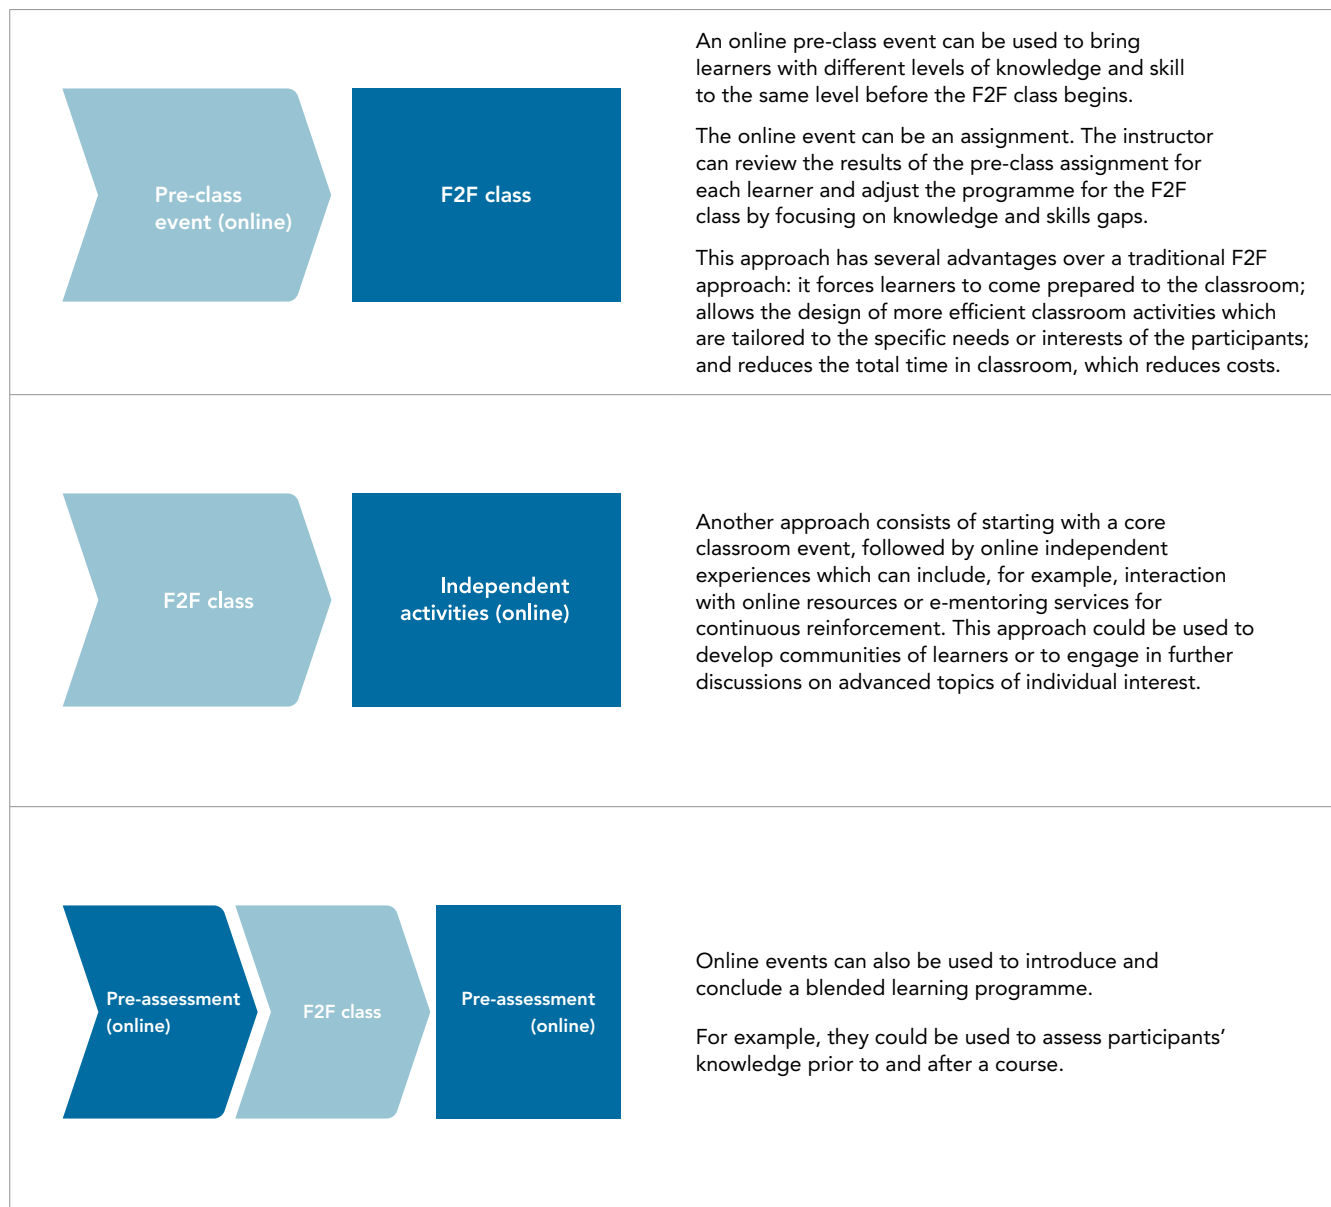 Pre-class
event (online)
F2F class
An online pre-class event can be used to bring
learners with different levels of knowledge and skill
to the same level before the F2F class begins.
The online event can be an assignment. The instructor
can review the results of the pre-class assignment for
each learner and adjust the programme for the F2F
class by focusing on knowledge and skills gaps.
This approach has several advantages over a traditional F2F
approach: it forces learners to come prepared to the classroom;
allows the design of more efficient classroom activities which
are tailored to the specific needs or interests of the participants;
and reduces the total time in classroom, which reduces costs.
F2F class
Independent
activities (online)
Another approach consists of starting with a core
classroom event, followed by online independent
experiences which can include, for example, interaction
with online resources or e-mentoring services for
continuous reinforcement. This approach could be used to
develop communities of learners or to engage in further
discussions on advanced topics of individual interest.
Pre-assessment
(online)
F2F class
Pre-assessment
(online)
Online events can also be used to introduce and
conclude a blended learning programme.
For example, they could be used to assess participants’
knowledge prior to and after a course.